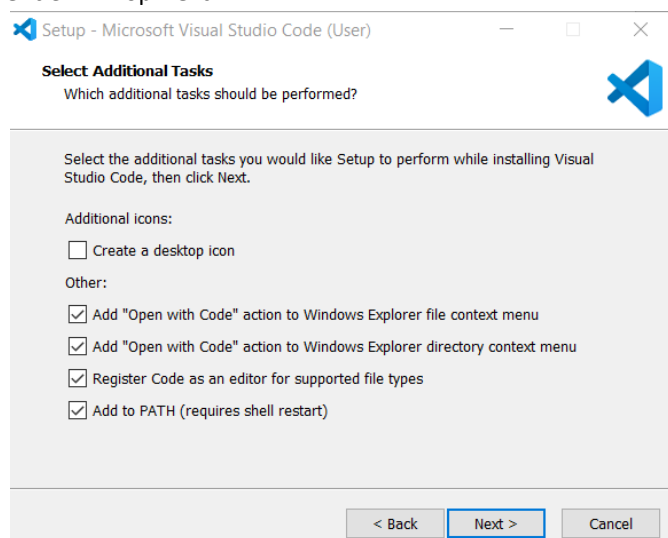 Setup - Microsoft Visual Studio Code (User)
Select Additional Tasks
Which additional tasks should be performed?
Select the additional tasks you would like Setup to perform while installing Visual
Studio Code, then click Next.
Additional icons:
Create a desktop icon
Other:
Add "Open with Code" action to Windows Explorer file context menu
Add "Open with Code" action to Windows Explorer directory context menu
Register Code as an editor for supported file types
Add to PATH (requires shell restart)
< Back
Next >
Cancel